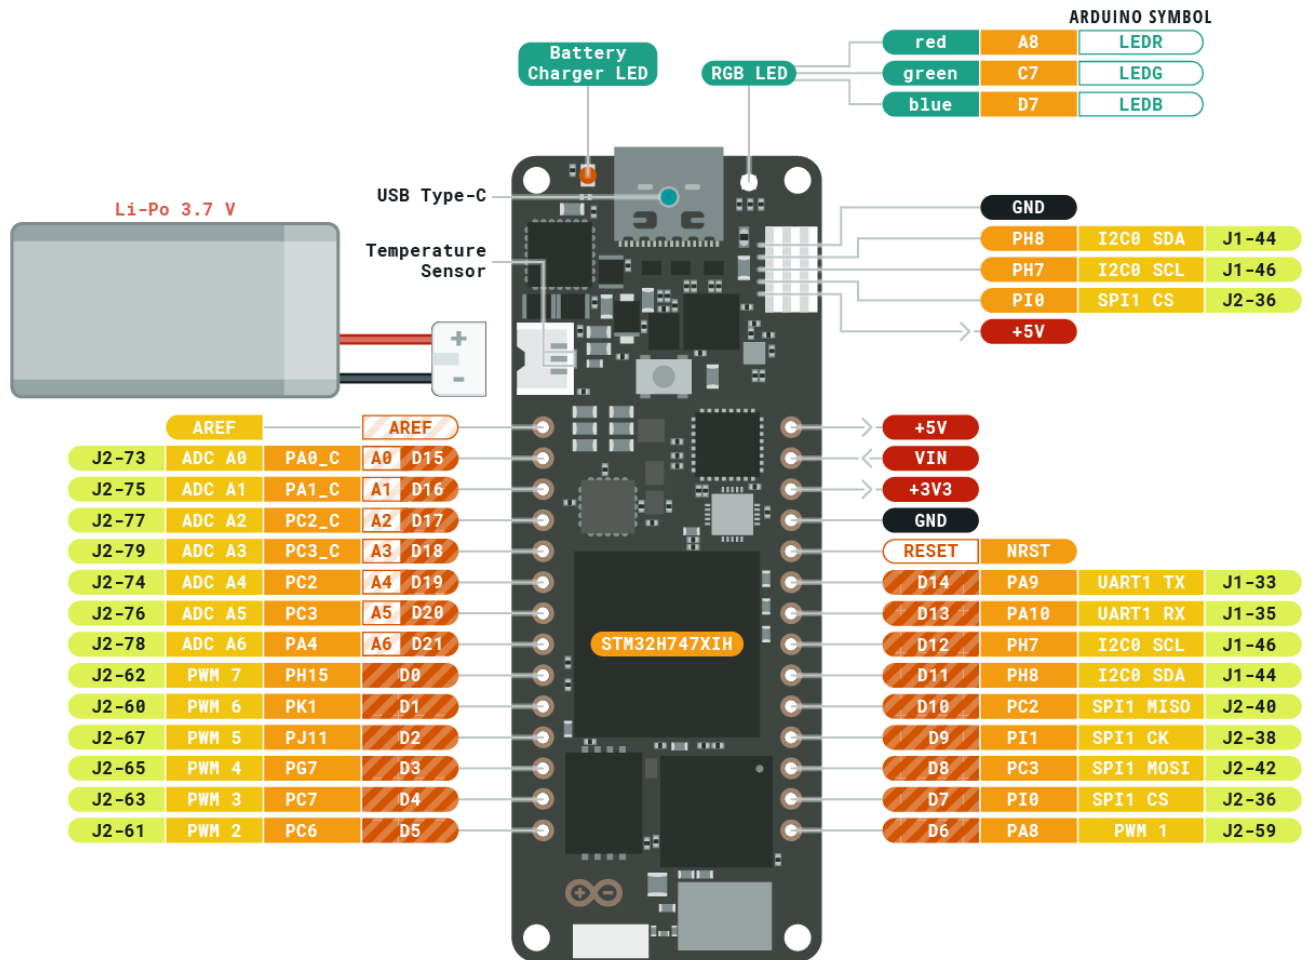 ARDUINO SYMBOL
Battery
Charger LED
RGB LED
red A8 LEDR
green C7 LEDG
blue D7 LEDB
USB Type-C
Li-Po 3.7 V
Temperature
Sensor
GND
PH8 I2C0 SDA J1-44
PH7 I2C0 SCL J1-46
PI0 SPI1 CS J2-36
+5V
+
-
AREF AREF
J2-73 ADC A0 PA0_C A0 D15
J2-75 ADC A1 PA1_C A1 D16
J2-77 ADC A2 PC2_C A2 D17
J2-79 ADC A3 PC3_C A3 D18
J2-74 ADC A4 PC2 A4 D19
J2-76 ADC A5 PC3 A5 D20
J2-78 ADC A6 PA4 A6 D21
J2-62 PWM 7 PH15 D0
J2-60 PWM 6 PK1 D1
J2-67 PWM 5 PJ11 D2
J2-65 PWM 4 PG7 D3
J2-63 PWM 3 PC7 D4
J2-61 PWM 2 PC6 D5
STM32H747XIH
+5V
VIN
+3V3
GND
RESET NRST
D14 PA9 UART1 TX J1-33
D13 PA10 UART1 RX J1-35
D12 PH7 I2C0 SCL J1-46
D11 PH8 I2C0 SDA J1-44
D10 PC2 SPI1 MISO J2-40
D9 PI1 SPI1 CK J2-38
D8 PC3 SPI1 MOSI J2-42
D7 PI0 SPI1 CS J2-36
D6 PA8 PWM 1 J2-59